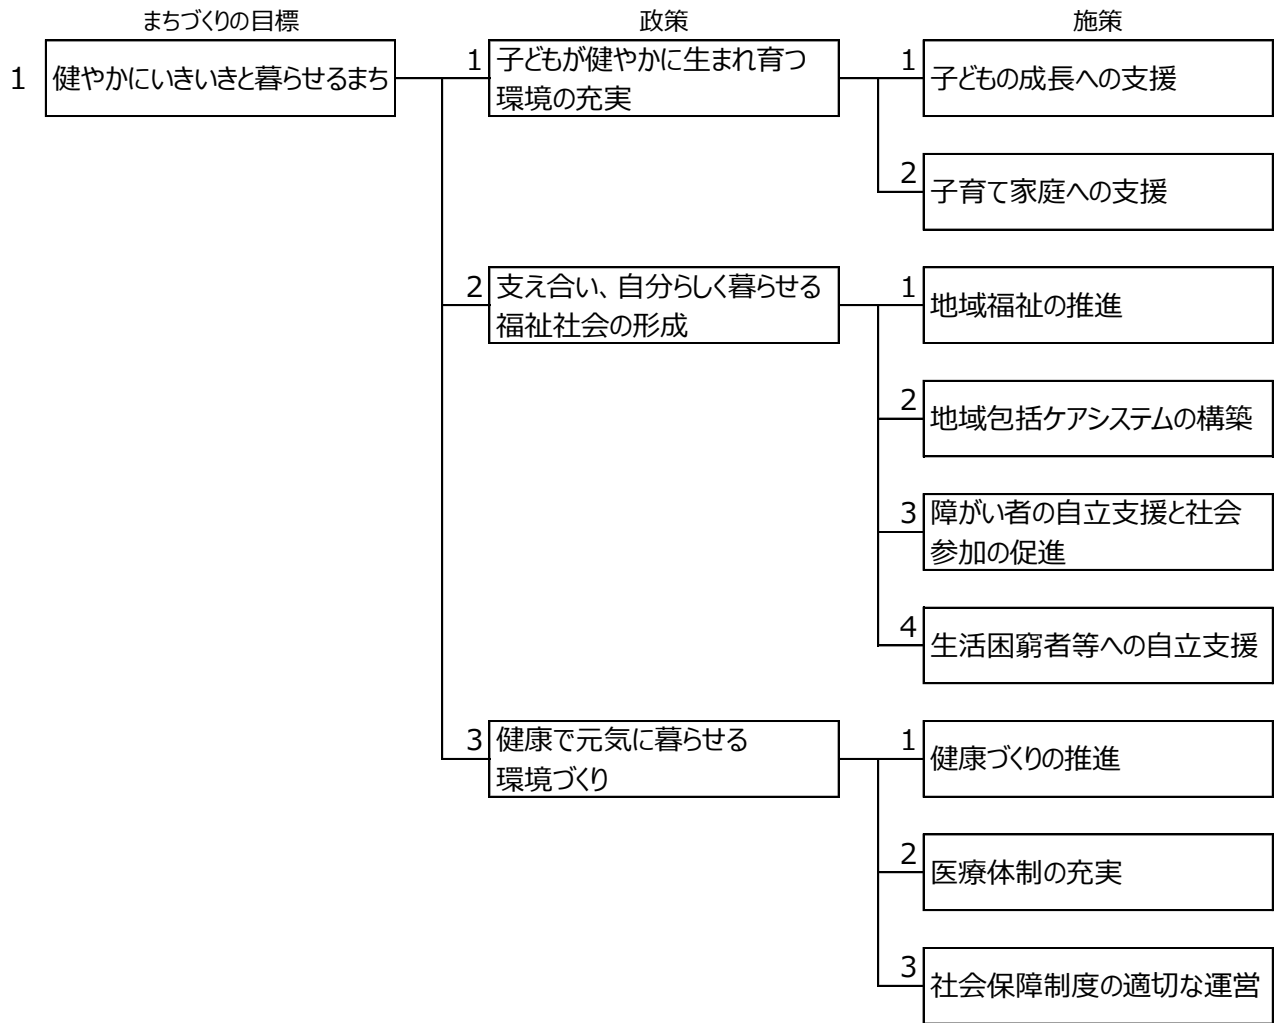 まちづくりの目標 政策 施策
1 健やかにいきいきと暮らせるまち
1 子どもが健やかに生まれ育つ
環境の充実
1 子どもの成長への支援
2 子育て家庭への支援
2 支え合い、自分らしく暮らせる
福祉社会の形成
1 地域福祉の推進
2 地域包括ケアシステムの構築
3 障がい者の自立支援と社会
参加の促進
4 生活困窮者等への自立支援
3 健康で元気に暮らせる
環境づくり
1 健康づくりの推進
2 医療体制の充実
3 社会保障制度の適切な運営